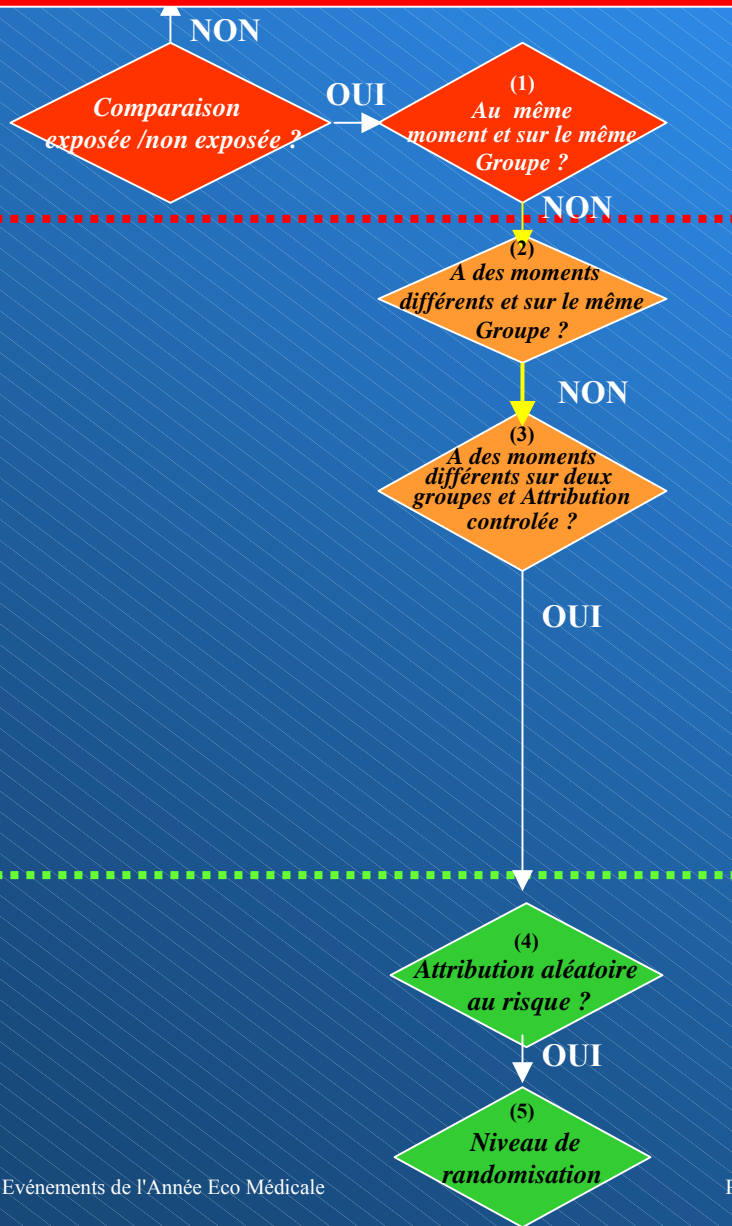 NON
Comparaison
exposée /non exposée ?
OUI
(1)
Au même
moment et sur le même
Groupe ?
NON
(2)
A des moments
différents et sur le même
Groupe ?
NON
(3)
A des moments
différents sur deux
groupes et Attribution
controlée ?
OUI
(4)
Attribution aléatoire
au risque ?
OUI
(5)
Niveau de
randomisation
Evénements de l'Année Eco Médicale